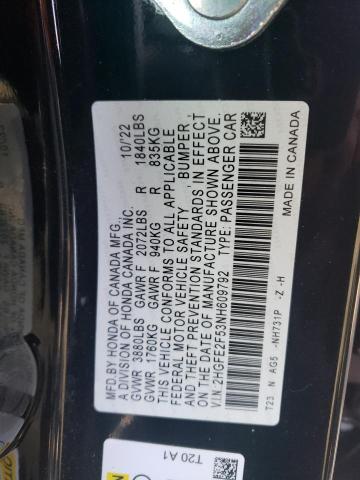 MFD.BY HONDA OF CANADA MFG. 10/22
A DIVISION OF HONDA CANADA INC.
GVWR 3880LBS GAWR F 2072LBS R 1840LBS
GVWR 1760KG GAWR F 940KG R 835KG
THIS VEHICLE CONFORMS TO ALL APPLICABLE
FEDERAL MOTOR VEHICLE SAFETY , BUMPER ,
AND THEFT PREVENTION STANDARDS IN EFFECT
ON THE DATE OF MANUFACTURE SHOWN ABOVE.
V.I.N:2HGFE2F53NH609792 TYPE:PASSENGER CAR
T23 N AG5 -NH731P -Z -H
MADE IN CANADA
T20 A1